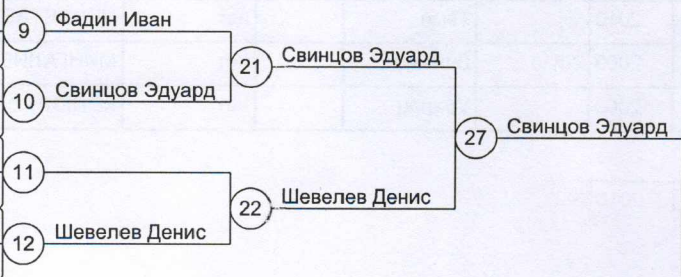 9 Фадин Иван
21 Свинцов Эдуард
10 Свинцов Эдуард
27 Свинцов Эдуард
11
22 Шевелев Денис
12 Шевелев Денис